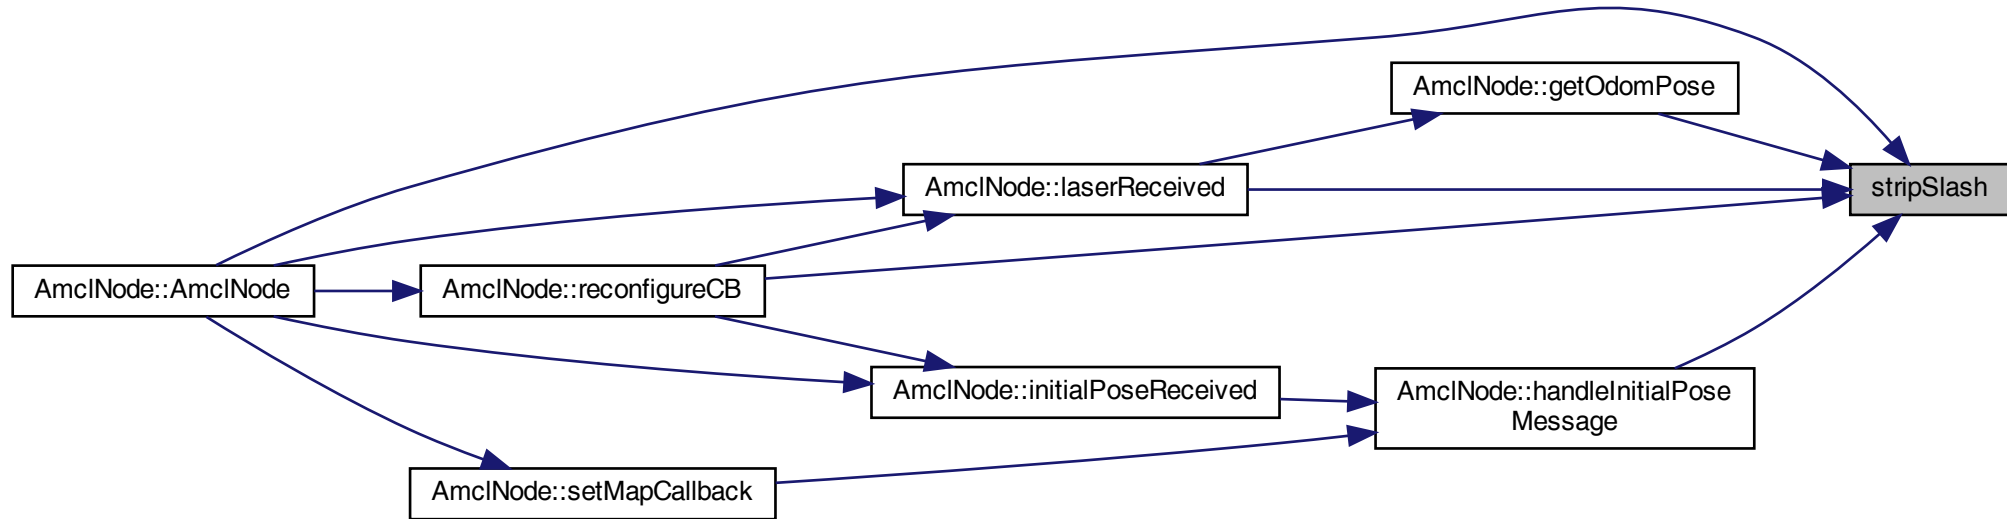 AmclNode::getOdomPose
AmclNode::laserReceived
stripSlash
AmclNode::AmclNode
AmclNode::reconfigureCB
AmclNode::initialPoseReceived
AmclNode::handleInitialPose
Message
AmclNode::setMapCallback